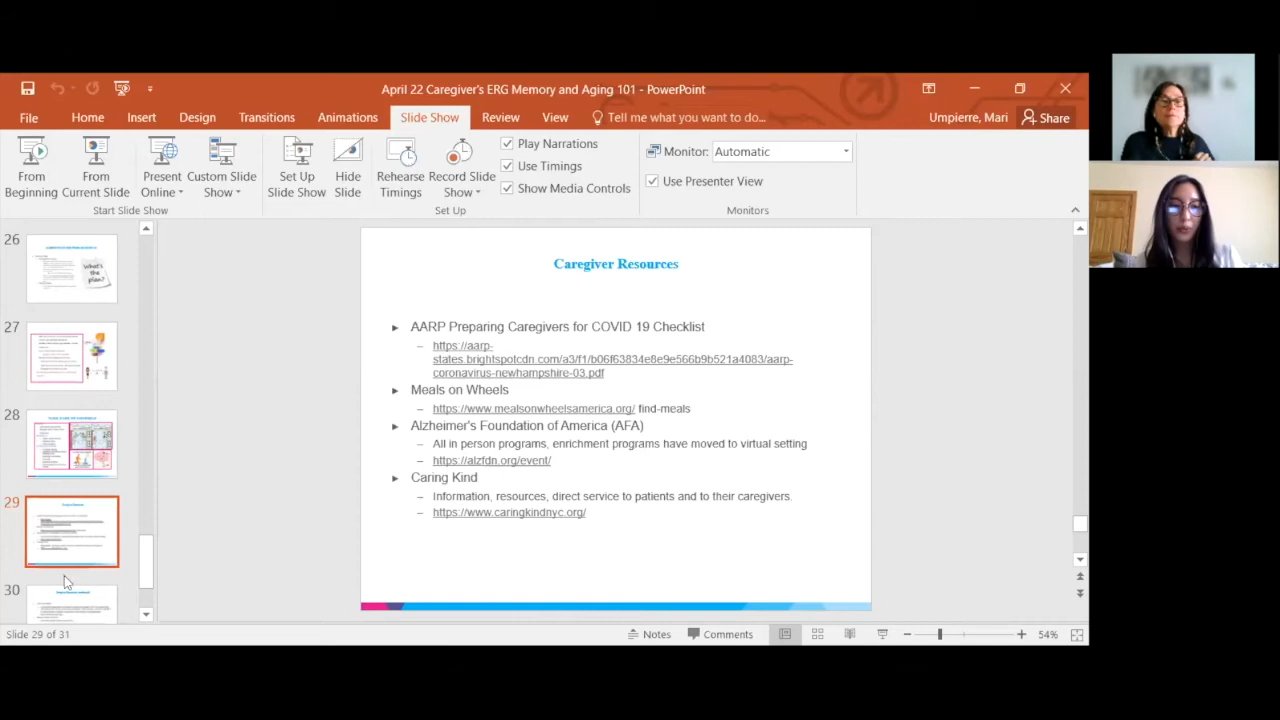 April 22 Caregiver's ERG Memory and Aging 101 - PowerPoint
File Home Insert Design Transitions Animations Slide Show Review View Tell me what you want to do... Umpierre, Mari Share
From Beginning
From Current Slide
Present Online
Custom Slide Show
Set Up Slide Show
Hide Slide
Rehearse Timings
Record Slide Show
Play Narrations
Use Timings
Show Media Controls
Monitor: Automatic
Use Presenter View
Start Slide Show
Set Up
Monitors
26
What's
the
plan?
27
28
29
30
Caregiver Resources
AARP Preparing Caregivers for COVID 19 Checklist
– https://aarp-
states.brightspotcdn.com/a3/f1/b06f63834e8e9e566b9b521a4083/aarp-
coronavirus-newhampshire-03.pdf
Meals on Wheels
– https://www.mealsonwheelsamerica.org/ find-meals
Alzheimer's Foundation of America (AFA)
– All in person programs, enrichment programs have moved to virtual setting
– https://alzfdn.org/event/
Caring Kind
– Information, resources, direct service to patients and to their caregivers.
– https://www.caringkindnyc.org/
Slide 29 of 31
Notes Comments 54%